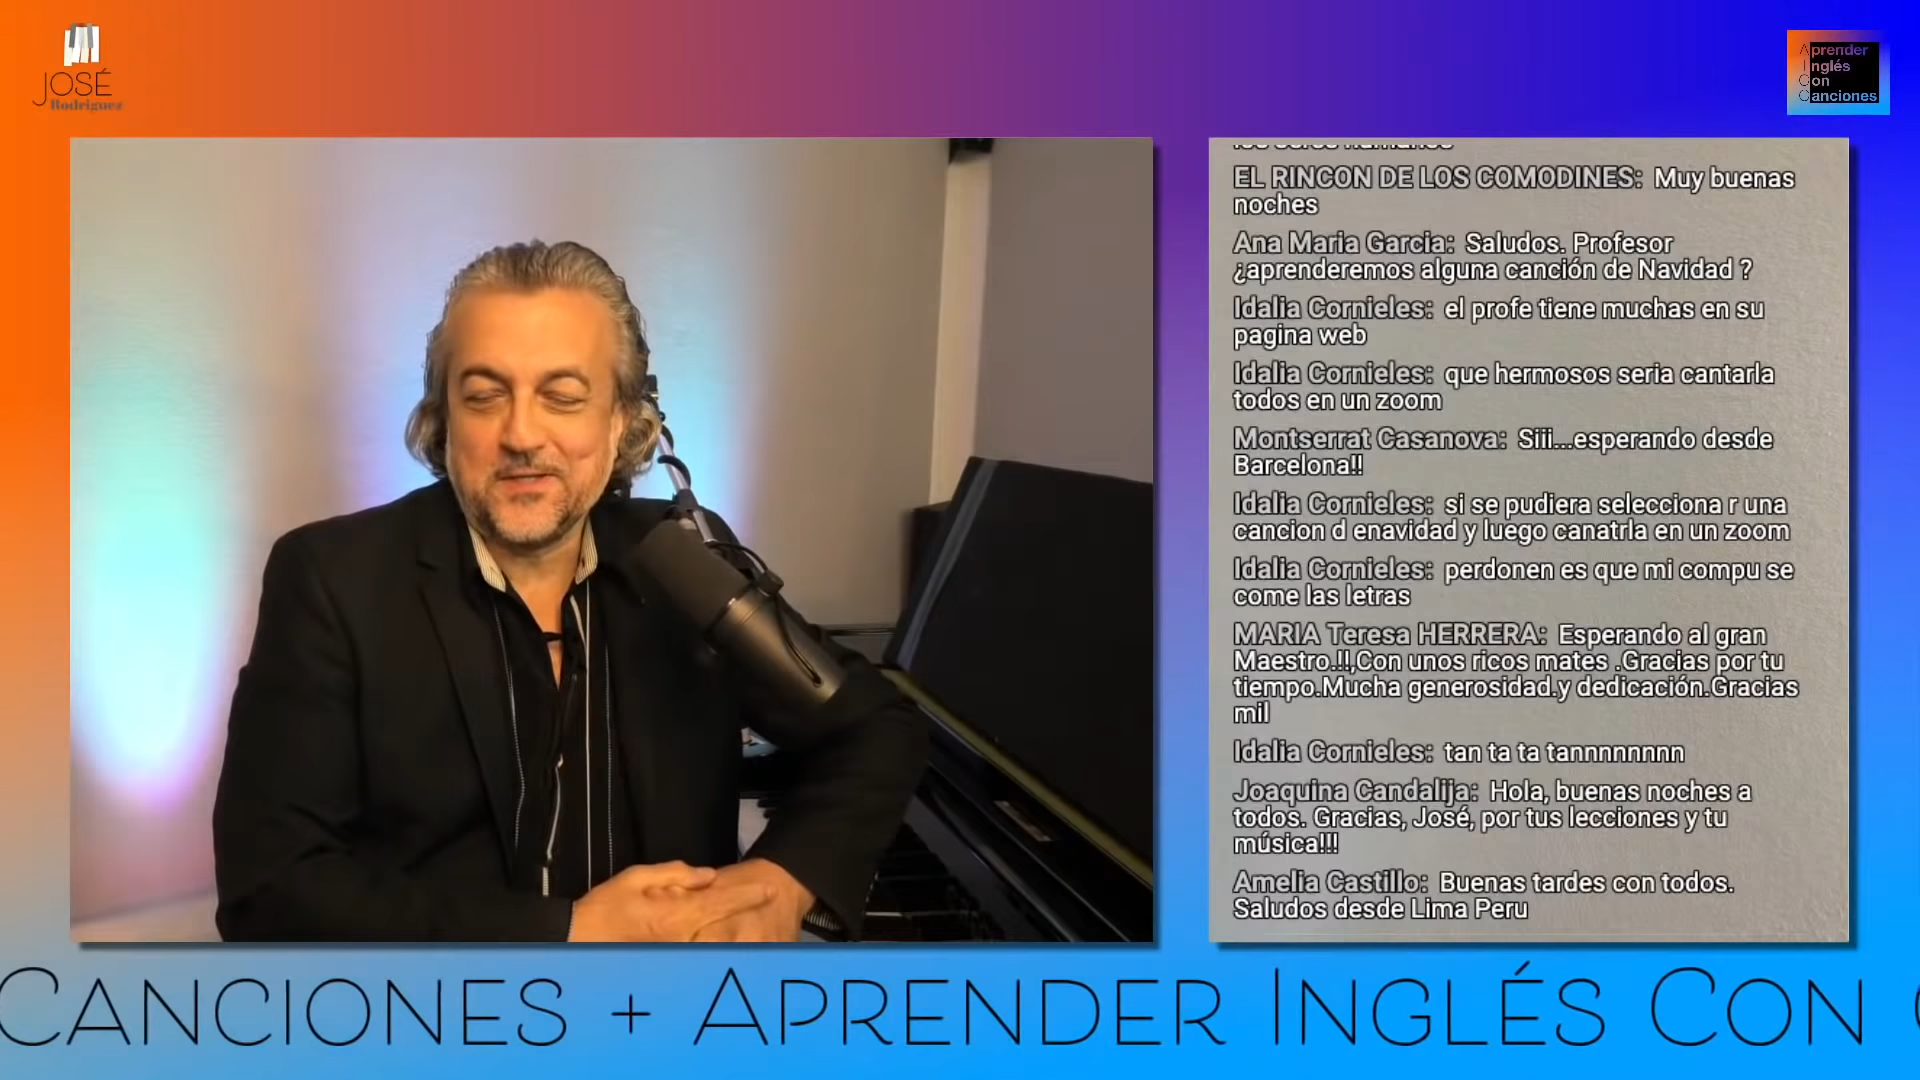 JOSÉ
Rodriguez
Aprender
Inglés
Con
Canciones
los seres humanos
EL RINCON DE LOS COMODINES: Muy buenas
noches
Ana Maria Garcia: Saludos. Profesor
¿aprenderemos alguna canción de Navidad ?
Idalia Cornieles: el profe tiene muchas en su
pagina web
Idalia Cornieles: que hermosos seria cantarla
todos en un zoom
Montserrat Casanova: Siii...esperando desde
Barcelona!!
Idalia Cornieles: si se pudiera selecciona r una
cancion d enavidad y luego canatrla en un zoom
Idalia Cornieles: perdonen es que mi compu se
come las letras
MARIA Teresa HERRERA: Esperando al gran
Maestro.!!,Con unos ricos mates .Gracias por tu
tiempo.Mucha generosidad.y dedicación.Gracias
mil
Idalia Cornieles: tan ta ta tannnnnnnn
Joaquina Candalija: Hola, buenas noches a
todos. Gracias, José, por tus lecciones y tu
música!!!
Amelia Castillo: Buenas tardes con todos.
Saludos desde Lima Peru
CANCIONES + APRENDER INGLÉS CON